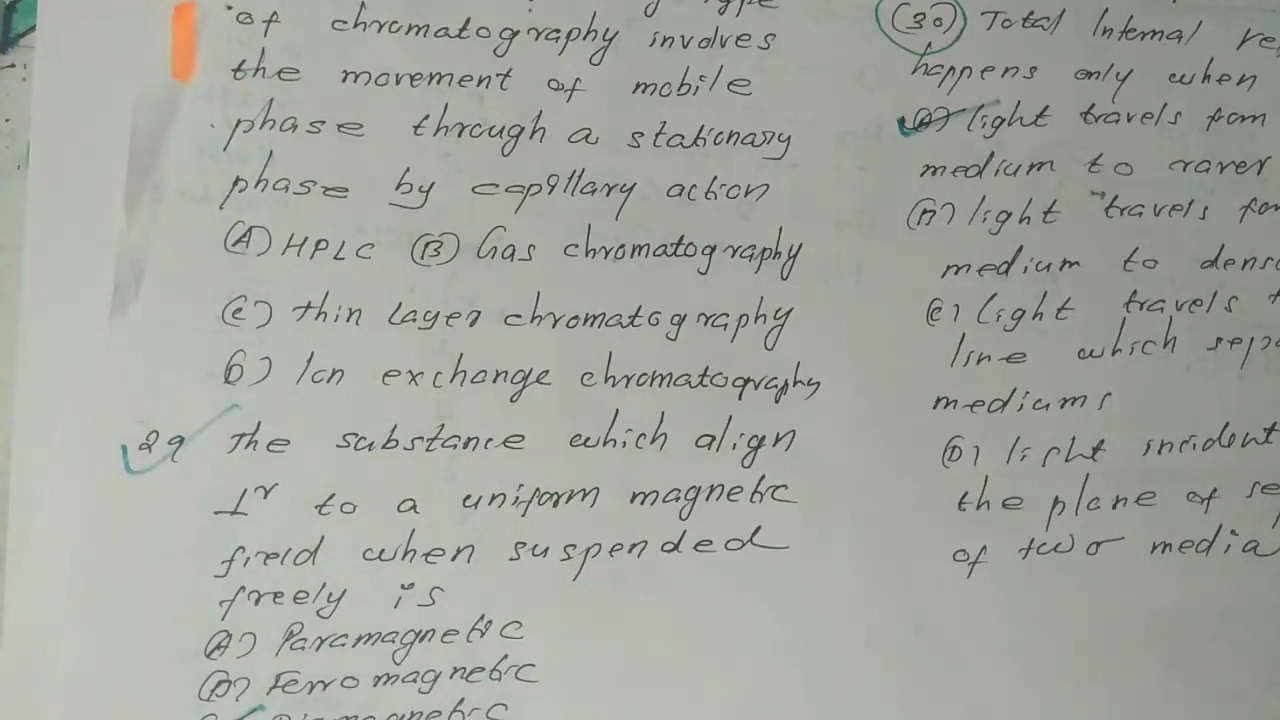 of chromatography involves
the movement of mobile
phase through a stationary
phase by capillary action
(A) HPLC (B) Gas chromatography
(C) Thin Layer chromatography
D) Ion exchange chromatography
29 The substance which align
⊥r to a uniform magnetic
field when suspended
freely is
(A) Paramagnetic
(B) Ferromagnetic
(30) Total Internal
happens only when
(A) light travels fom
medium to rarer
(B) light travels
medium to
(C) light travels
line which
mediums
(D) light incident
the plane of
of two media